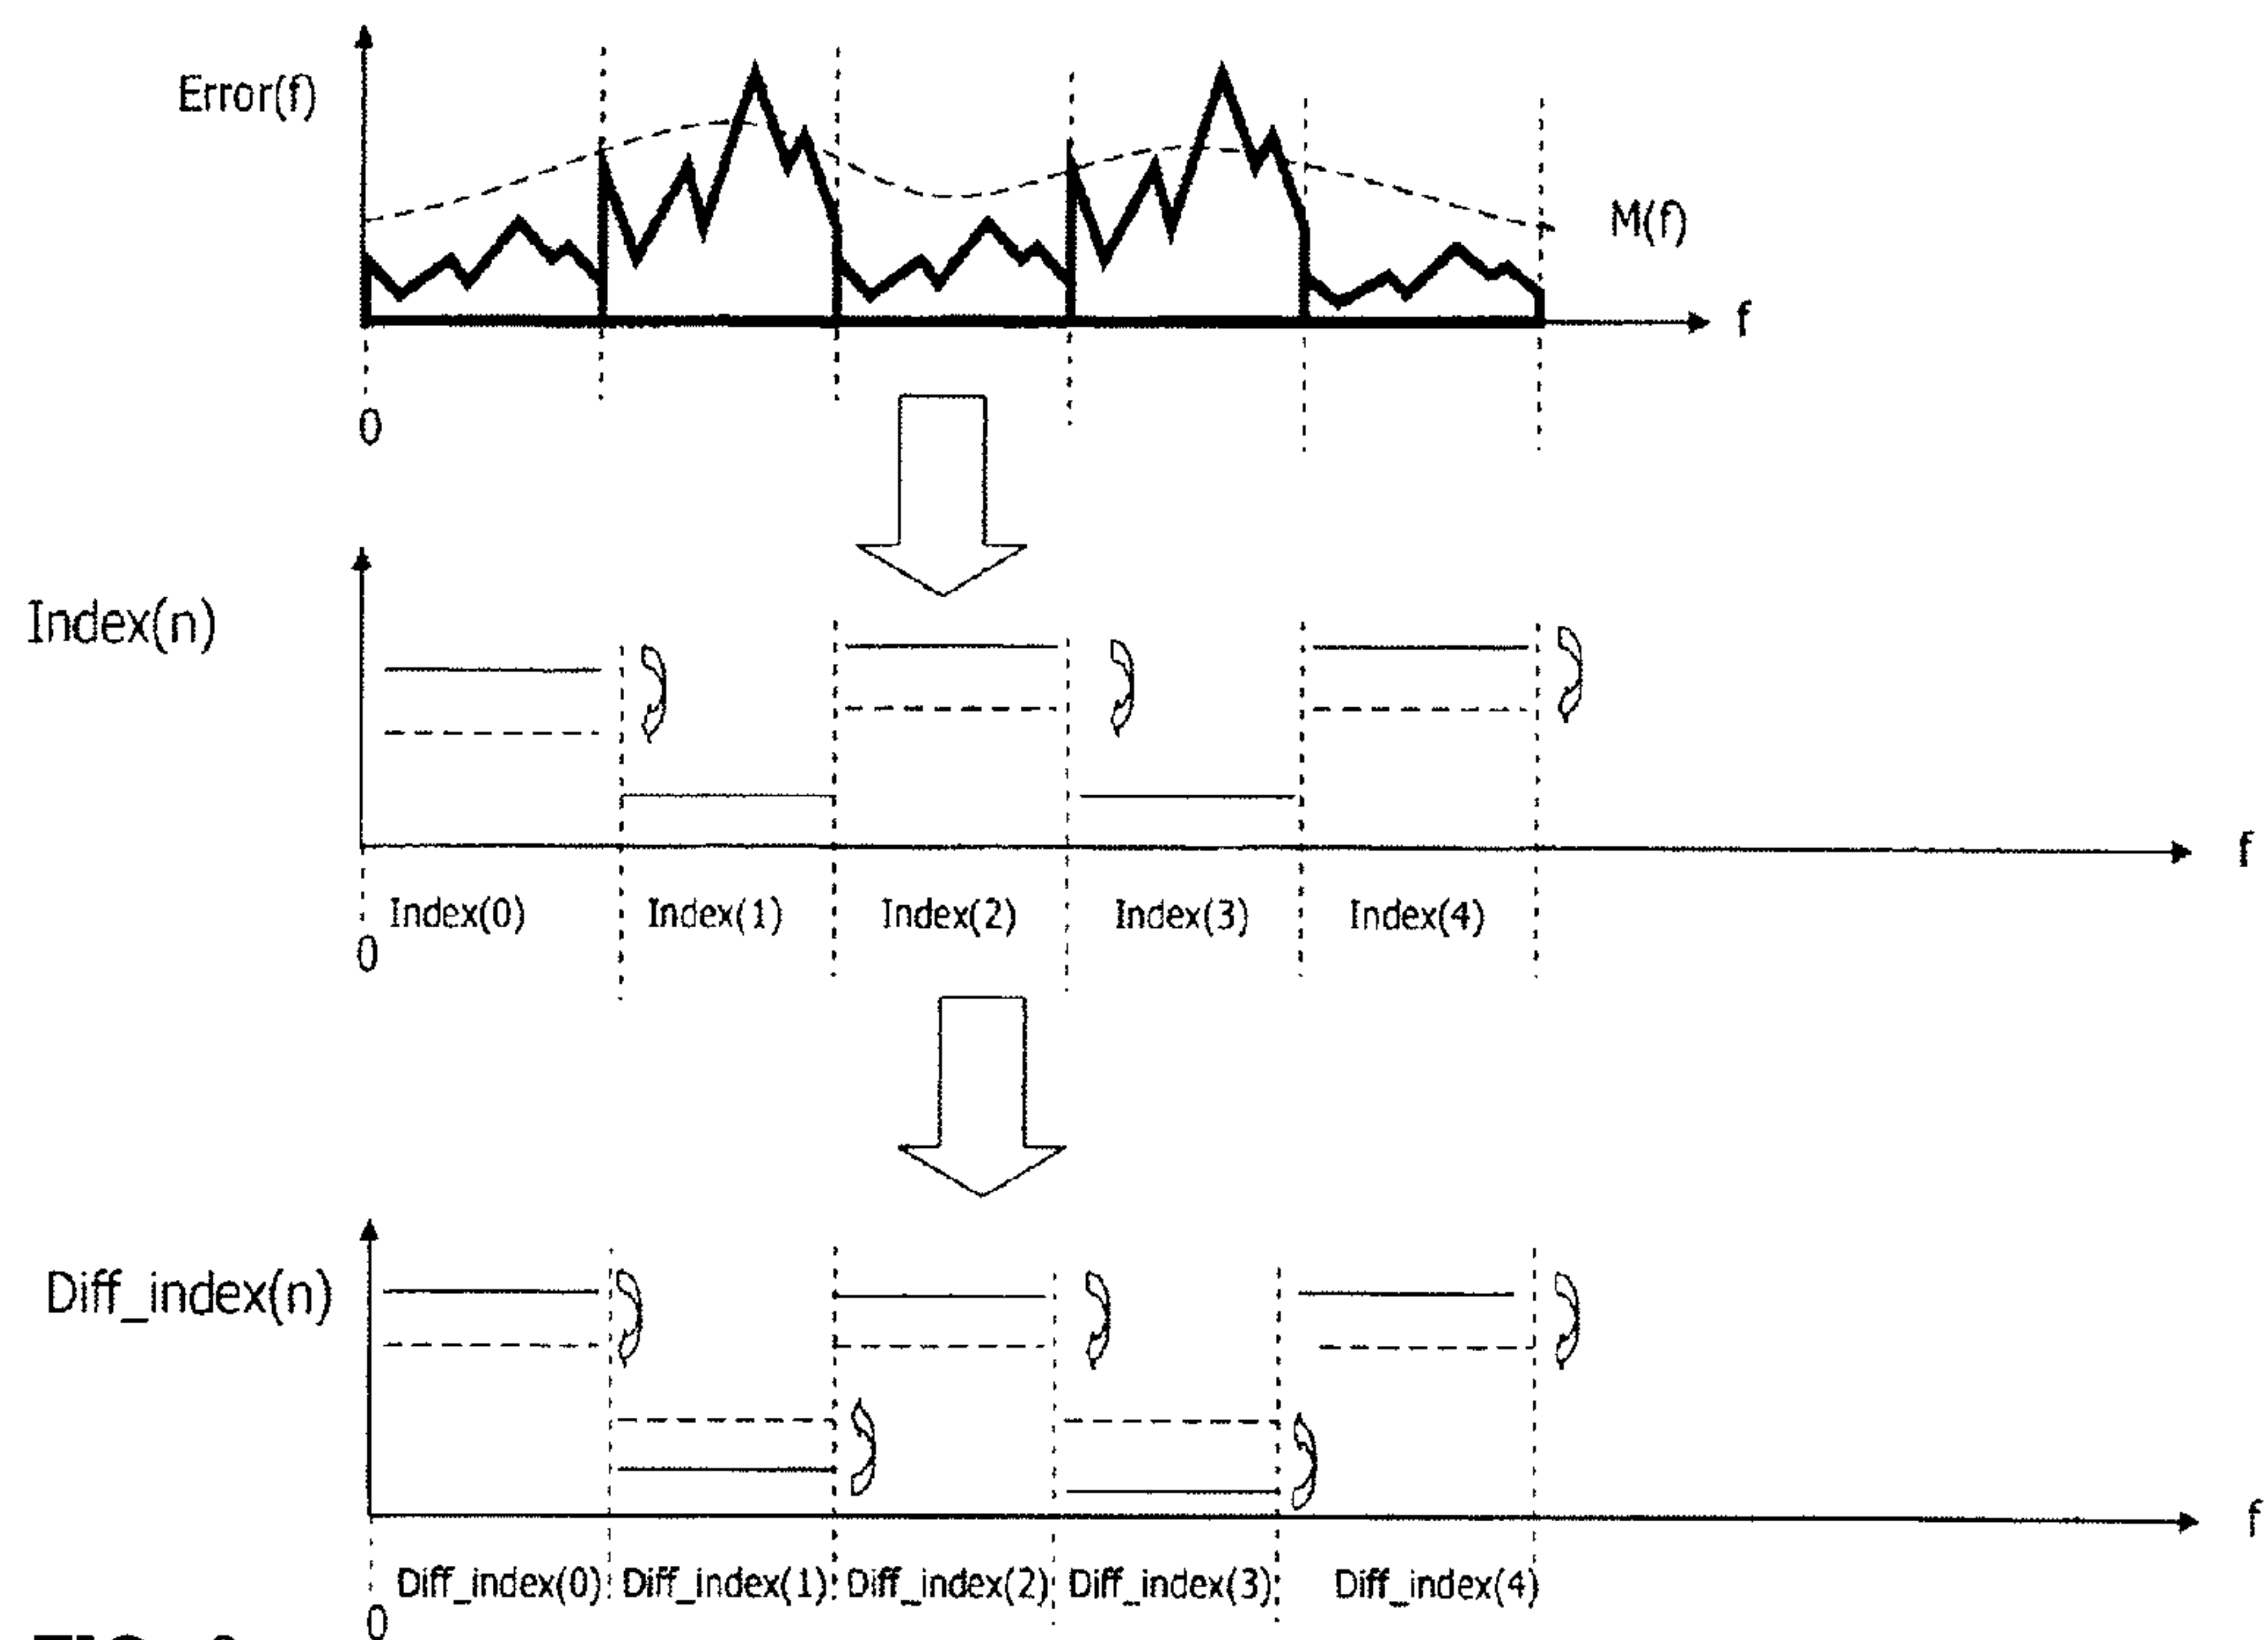 Error(f)
M(f)
f
0
Index(n)
f
Index(0) Index(1) Index(2) Index(3) Index(4)
0
Diff_index(n)
f
Diff_index(0) Diff_index(1) Diff_index(2) Diff_index(3) Diff_index(4)
0